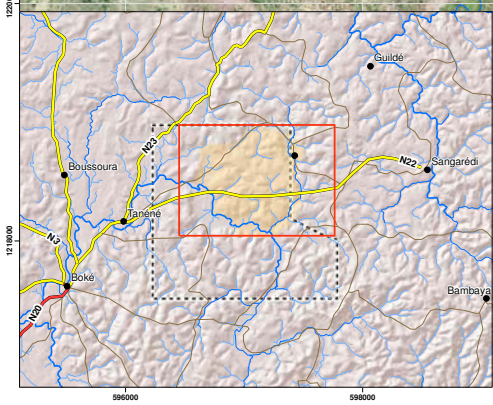 1220
Guildé
N23
Boussoura
N22
Sangarédi
Tanéné
1218000
N3
Boké
Bambaya
N20
596000
598000